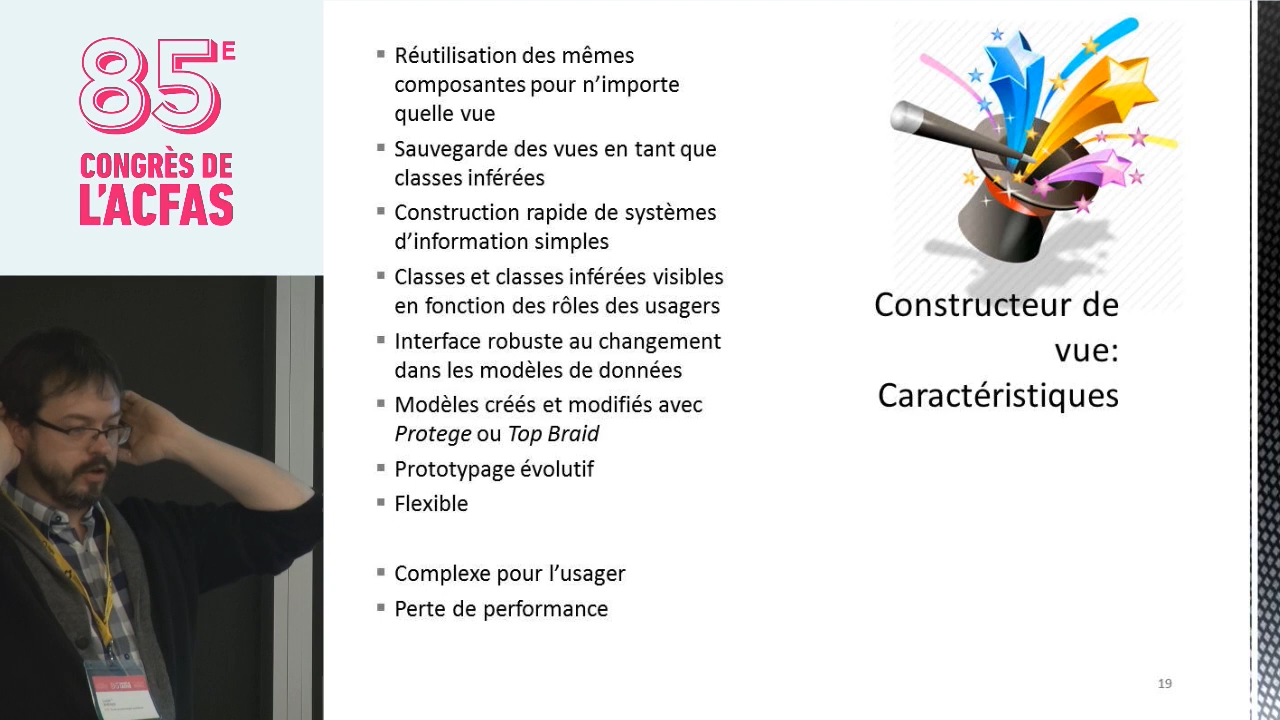 85E
CONGRÈS DE
L'ACFAS
Réutilisation des mêmes
composantes pour n’importe
quelle vue
Sauvegarde des vues en tant que
classes inférées
Construction rapide de systèmes
d’information simples
Classes et classes inférées visibles
en fonction des rôles des usagers
Interface robuste au changement
dans les modèles de données
Modèles créés et modifiés avec
Protege ou Top Braid
Prototypage évolutif
Flexible
Complexe pour l’usager
Perte de performance
Constructeur de
vue:
Caractéristiques
19